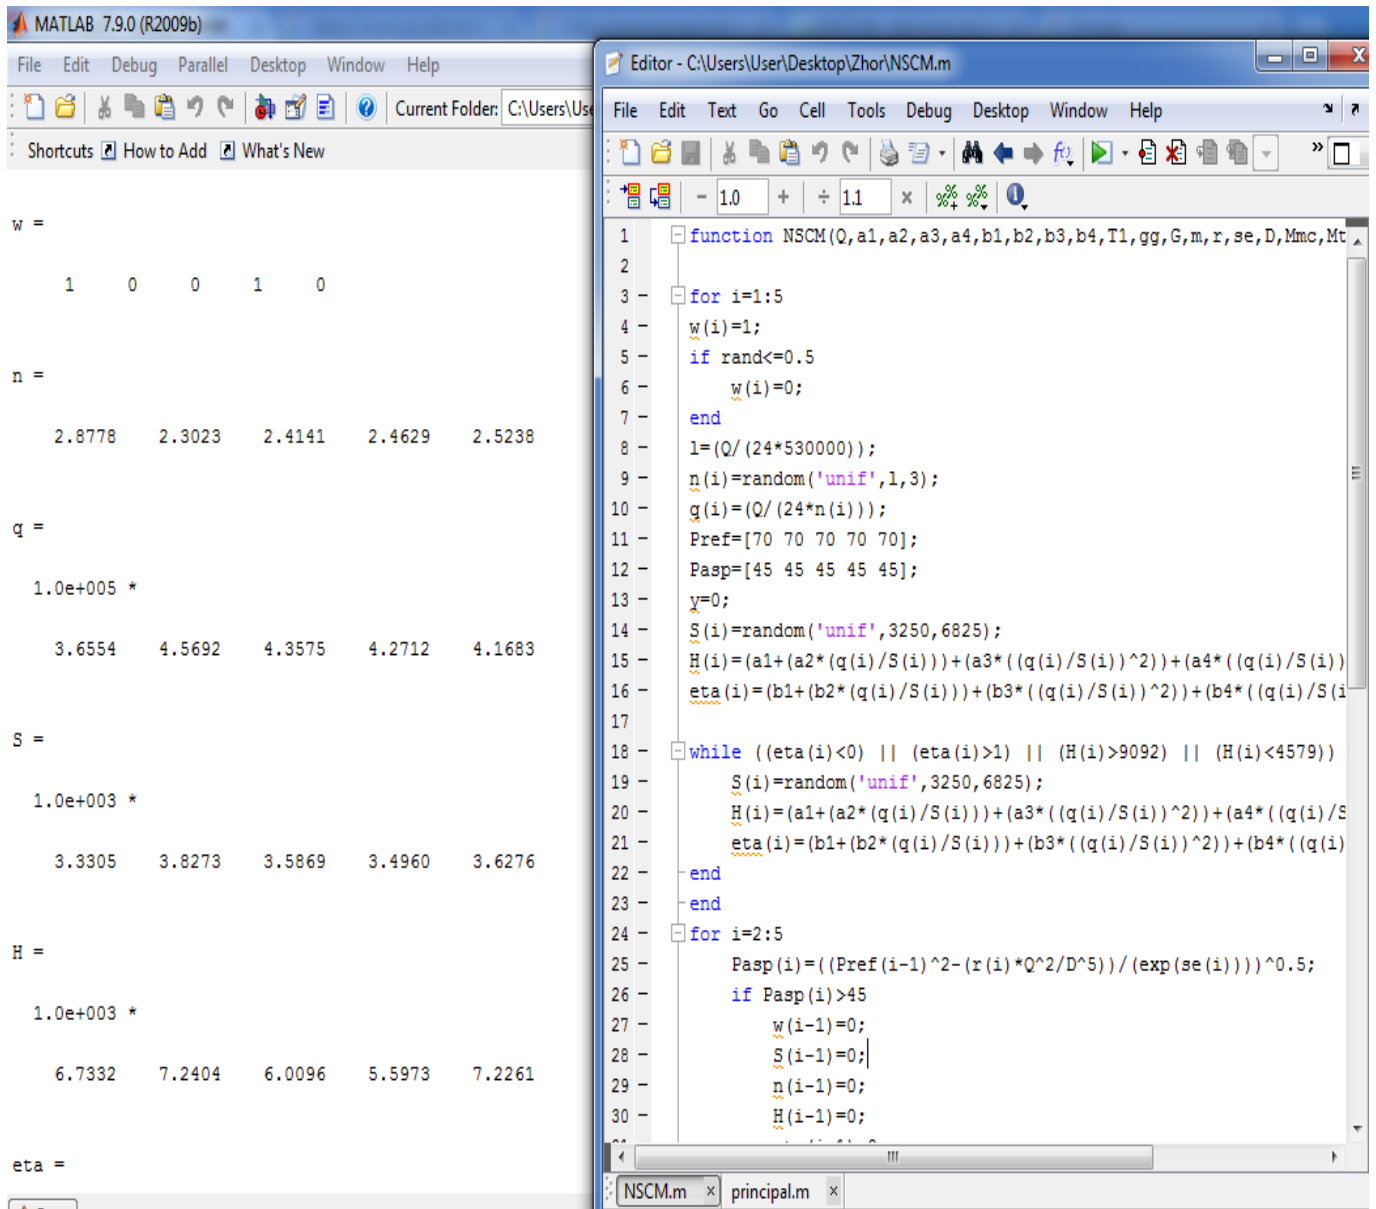 MATLAB 7.9.0 (R2009b)
File Edit Debug Parallel Desktop Window Help
Current Folder: C:\Users\Use
Shortcuts How to Add What's New
w =
1 0 0 1 0
n =
2.8778 2.3023 2.4141 2.4629 2.5238
q =
1.0e+005 *
3.6554 4.5692 4.3575 4.2712 4.1683
S =
1.0e+003 *
3.3305 3.8273 3.5869 3.4960 3.6276
H =
1.0e+003 *
6.7332 7.2404 6.0096 5.5973 7.2261
eta =
Editor - C:\Users\User\Desktop\Zhor\NSCM.m
File Edit Text Go Cell Tools Debug Desktop Window Help
- 1.0 + ÷ 1.1 ×
1 function NSCM(Q,a1,a2,a3,a4,b1,b2,b3,b4,T1,gg,G,m,r,se,D,Mmc,Mt
2
3 - for i=1:5
4 - w(i)=1;
5 - if rand<=0.5
6 - w(i)=0;
7 - end
8 - l=(Q/(24*530000));
9 - n(i)=random('unif',l,3);
10 - q(i)=(Q/(24*n(i)));
11 - Pref=[70 70 70 70 70];
12 - Pasp=[45 45 45 45 45];
13 - y=0;
14 - S(i)=random('unif',3250,6825);
15 - H(i)=(a1+(a2*(q(i)/S(i)))+(a3*((q(i)/S(i))^2))+(a4*((q(i)/S(i))
16 - eta(i)=(b1+(b2*(q(i)/S(i)))+(b3*((q(i)/S(i))^2))+(b4*((q(i)/S(i
17
18 - while ((eta(i)<0) || (eta(i)>1) || (H(i)>9092) || (H(i)<4579))
19 - S(i)=random('unif',3250,6825);
20 - H(i)=(a1+(a2*(q(i)/S(i)))+(a3*((q(i)/S(i))^2))+(a4*((q(i)/S
21 - eta(i)=(b1+(b2*(q(i)/S(i)))+(b3*((q(i)/S(i))^2))+(b4*((q(i)
22 - end
23 - end
24 - for i=2:5
25 - Pasp(i)=((Pref(i-1)^2-(r(i)*Q^2/D^5))/(exp(se(i))))^0.5;
26 - if Pasp(i)>45
27 - w(i-1)=0;
28 - S(i-1)=0;
29 - n(i-1)=0;
30 - H(i-1)=0;
NSCM.m × principal.m ×